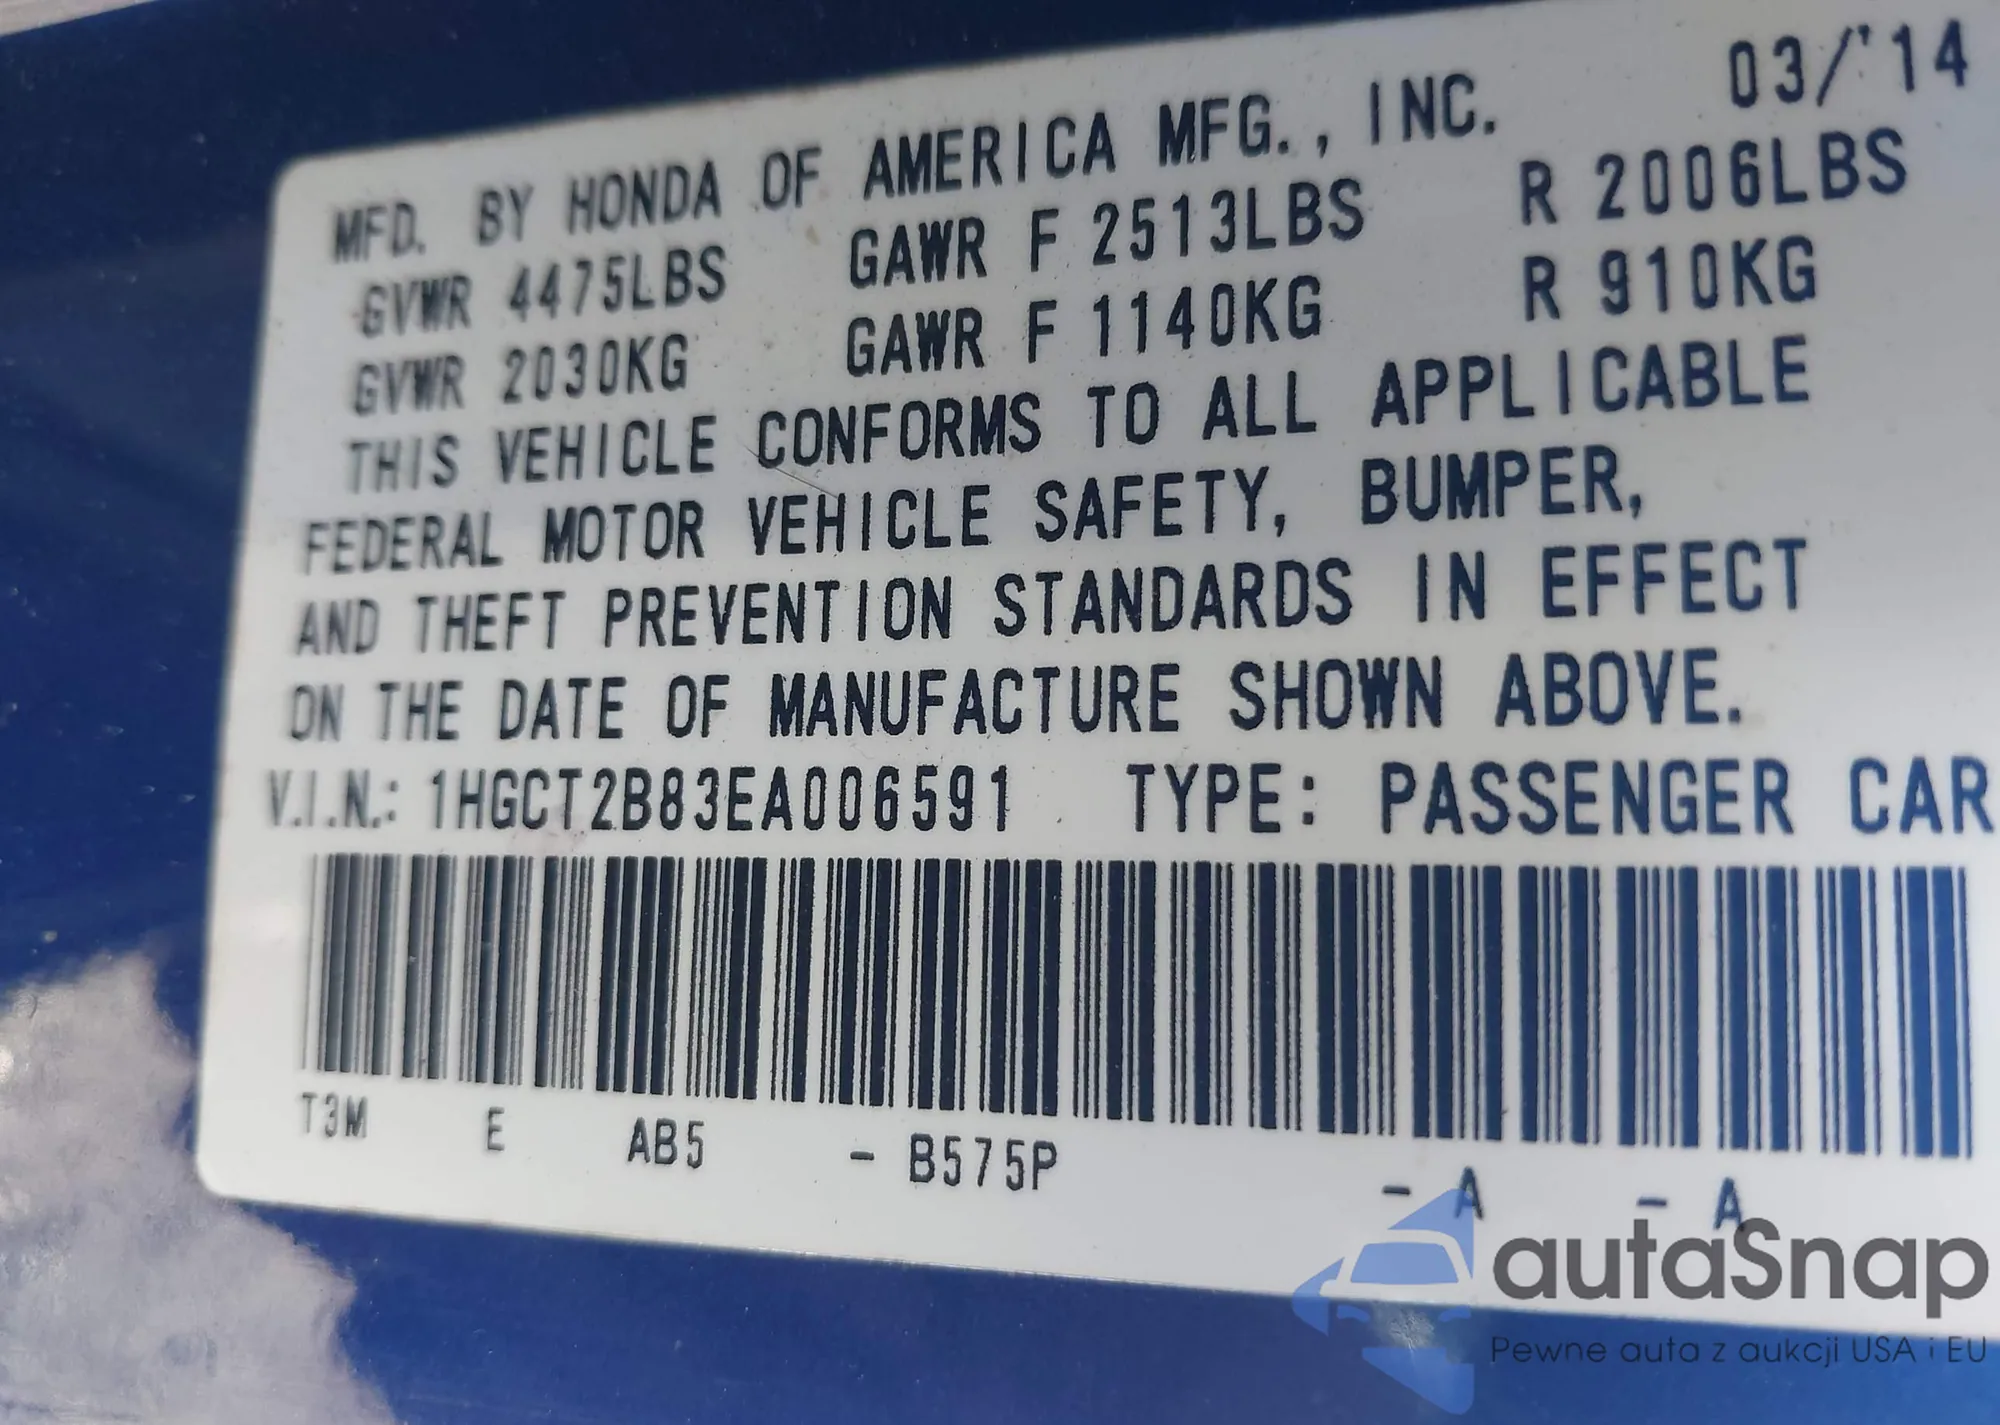 03/'14
MFD. BY HONDA OF AMERICA MFG., INC.
GVWR 4475LBS GAWR F 2513LBS R 2006LBS
GVWR 2030KG GAWR F 1140KG R 910KG
THIS VEHICLE CONFORMS TO ALL APPLICABLE
FEDERAL MOTOR VEHICLE SAFETY, BUMPER,
AND THEFT PREVENTION STANDARDS IN EFFECT
ON THE DATE OF MANUFACTURE SHOWN ABOVE.
V.I.N.: 1HGCT2B83EA006591 TYPE: PASSENGER CAR
T3M E AB5 - B575P - A - A
autaSnap
Pewne auta z aukcji USA i EU